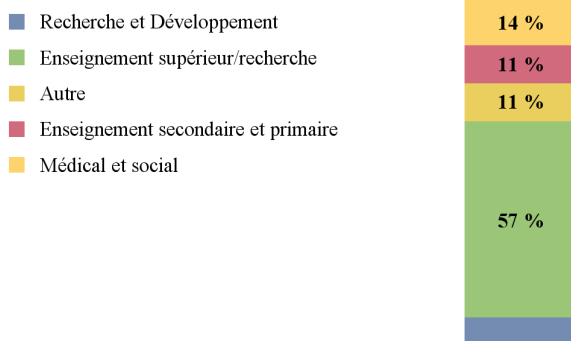 Recherche et Développement
Enseignement supérieur/recherche
Autre
Enseignement secondaire et primaire
Médical et social
14 %
11 %
11 %
57 %